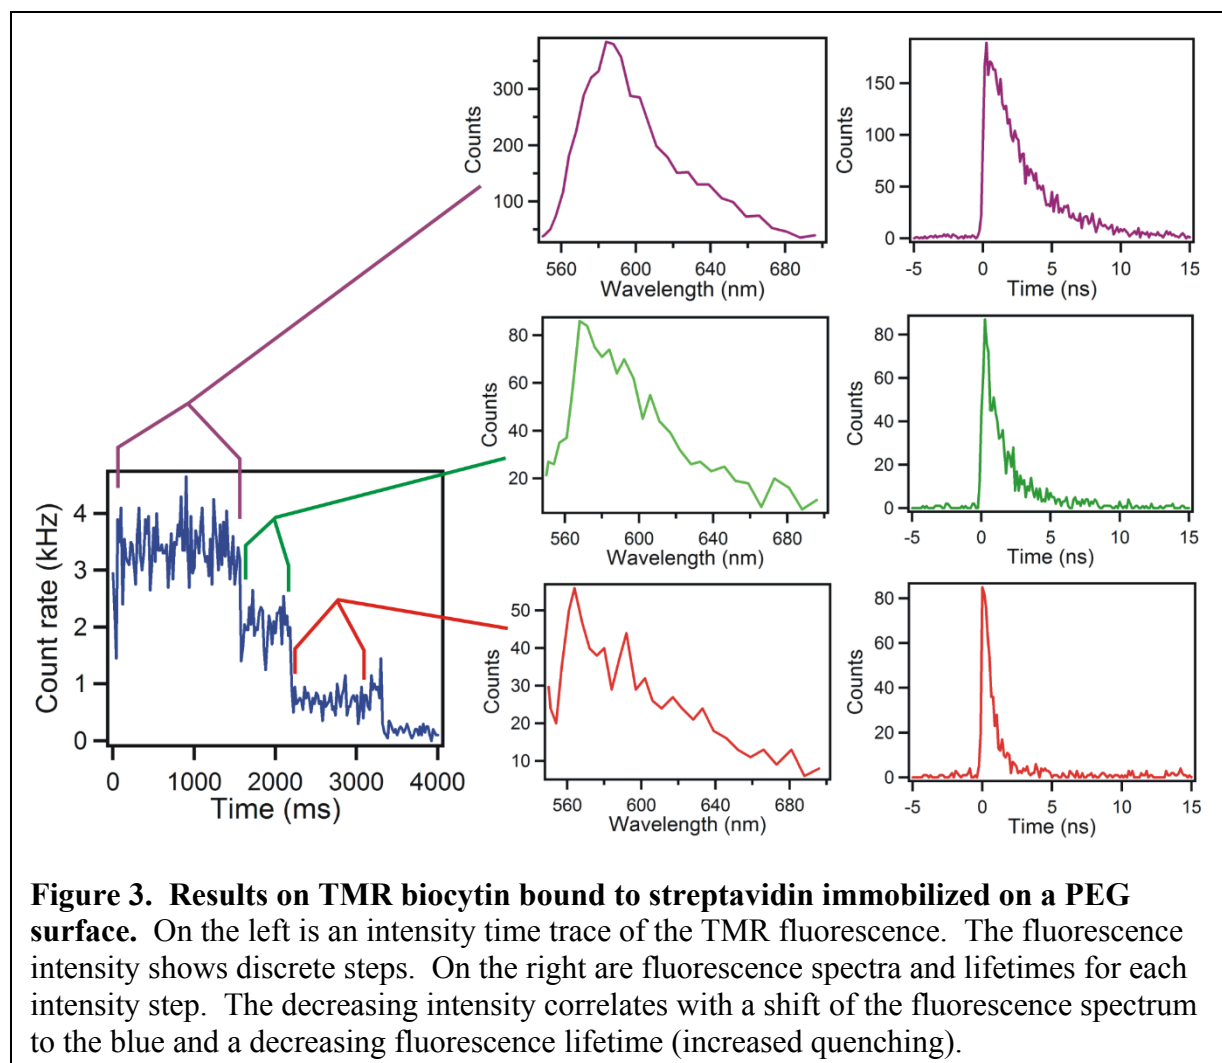 300
200
100
Counts
560 600 640 680
Wavelength (nm)
150
100
50
0
Counts
-5 0 5 10 15
Time (ns)
80
60
40
20
Counts
560 600 640 680
Wavelength (nm)
80
60
40
20
0
Counts
-5 0 5 10 15
Time (ns)
4
3
2
1
0
Count rate (kHz)
0 1000 2000 3000 4000
Time (ms)
50
40
30
20
10
Counts
560 600 640 680
Wavelength (nm)
80
60
40
20
0
Counts
-5 0 5 10 15
Time (ns)
Figure 3. Results on TMR biocytin bound to streptavidin immobilized on a PEG
surface. On the left is an intensity time trace of the TMR fluorescence. The fluorescence
intensity shows discrete steps. On the right are fluorescence spectra and lifetimes for each
intensity step. The decreasing intensity correlates with a shift of the fluorescence spectrum
to the blue and a decreasing fluorescence lifetime (increased quenching).